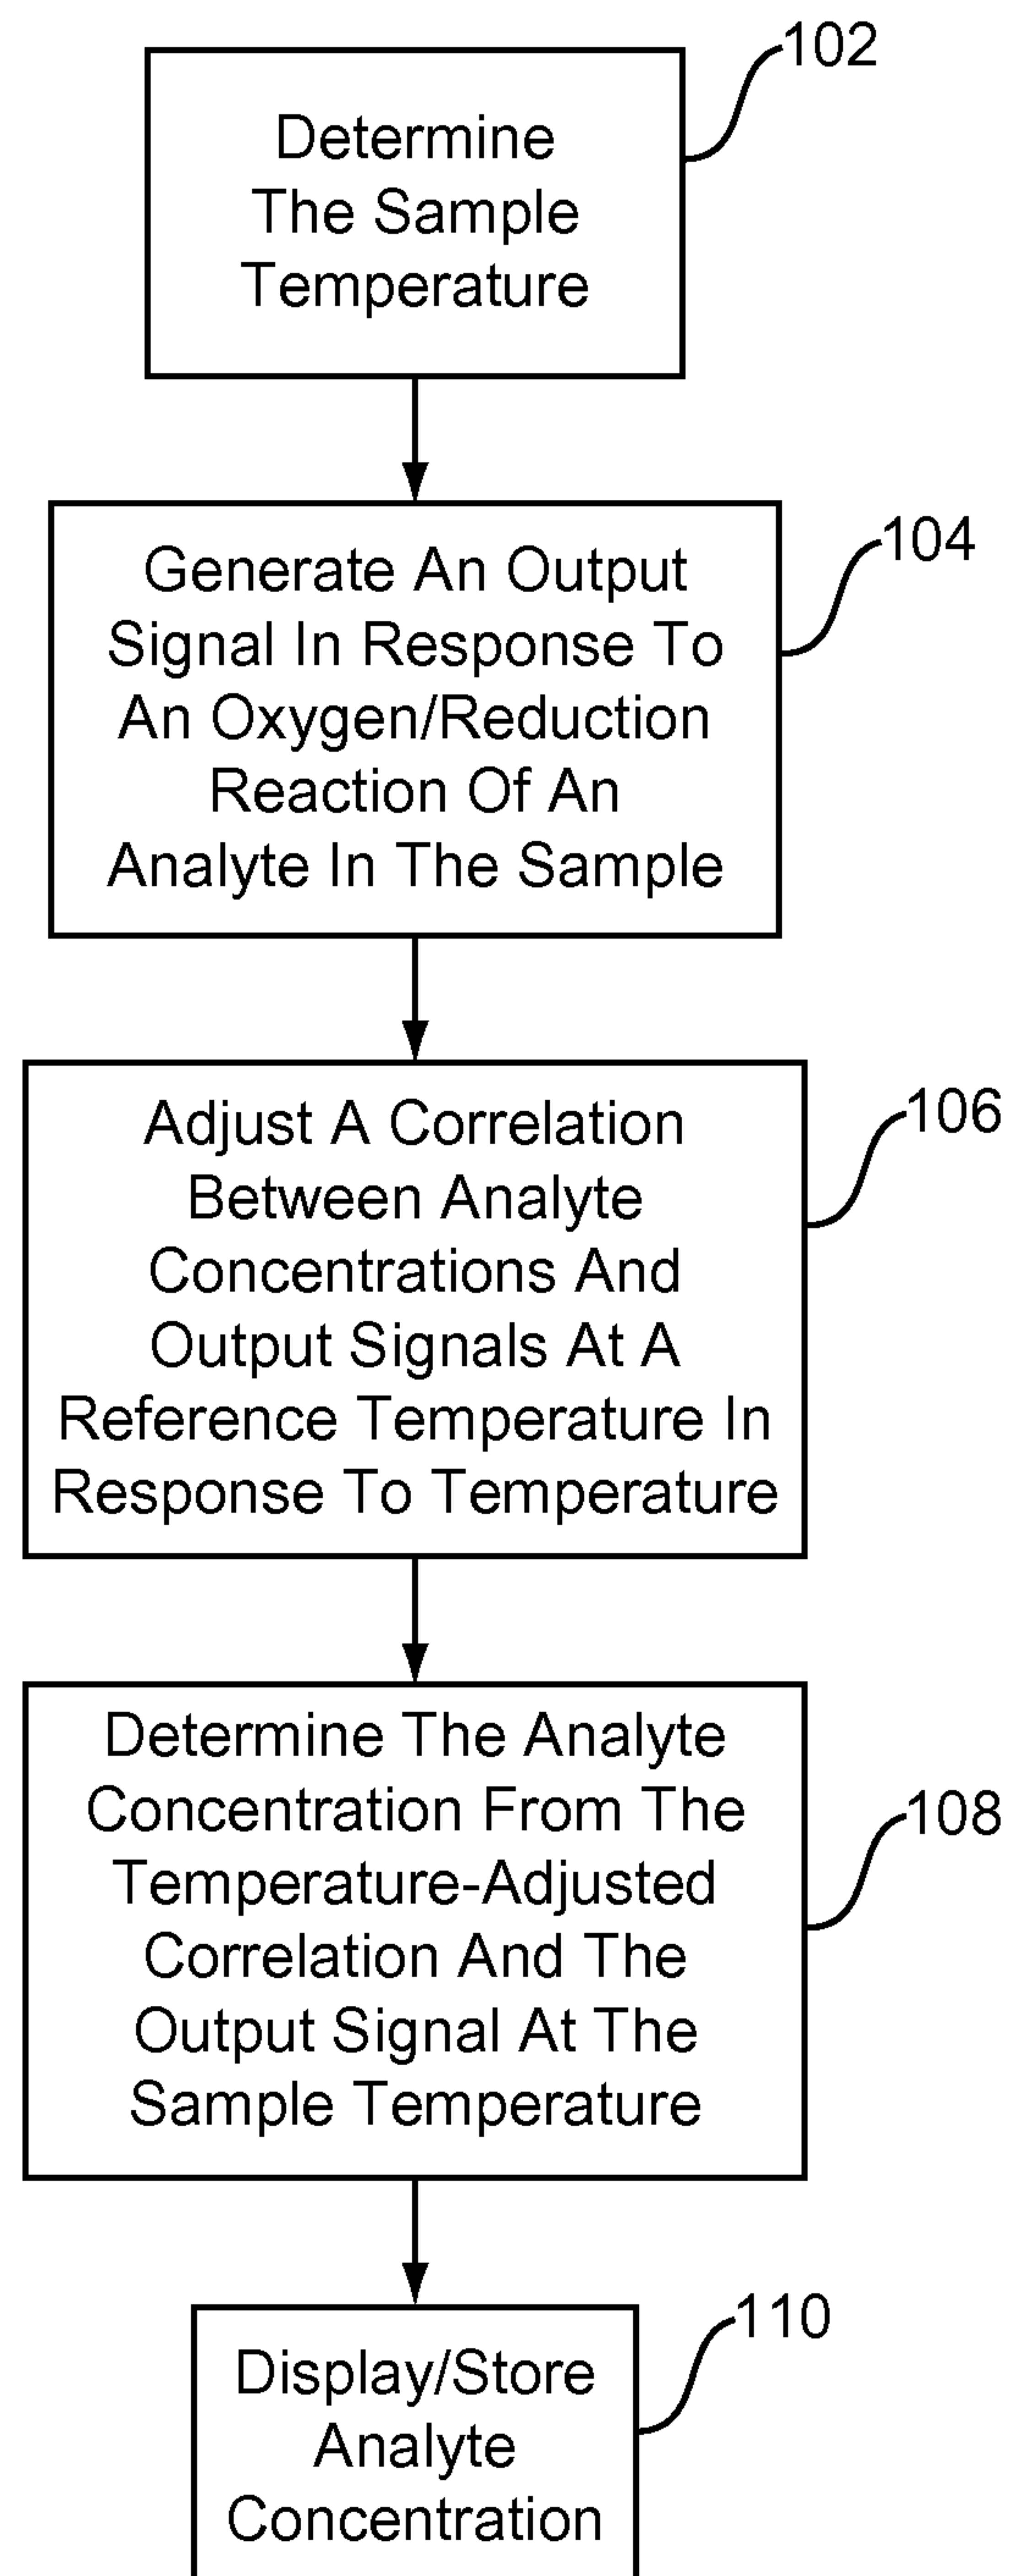 102
Determine
The Sample
Temperature
104
Generate An Output
Signal In Response To
An Oxygen/Reduction
Reaction Of An
Analyte In The Sample
106
Adjust A Correlation
Between Analyte
Concentrations And
Output Signals At A
Reference Temperature In
Response To Temperature
108
Determine The Analyte
Concentration From The
Temperature-Adjusted
Correlation And The
Output Signal At The
Sample Temperature
110
Display/Store
Analyte
Concentration